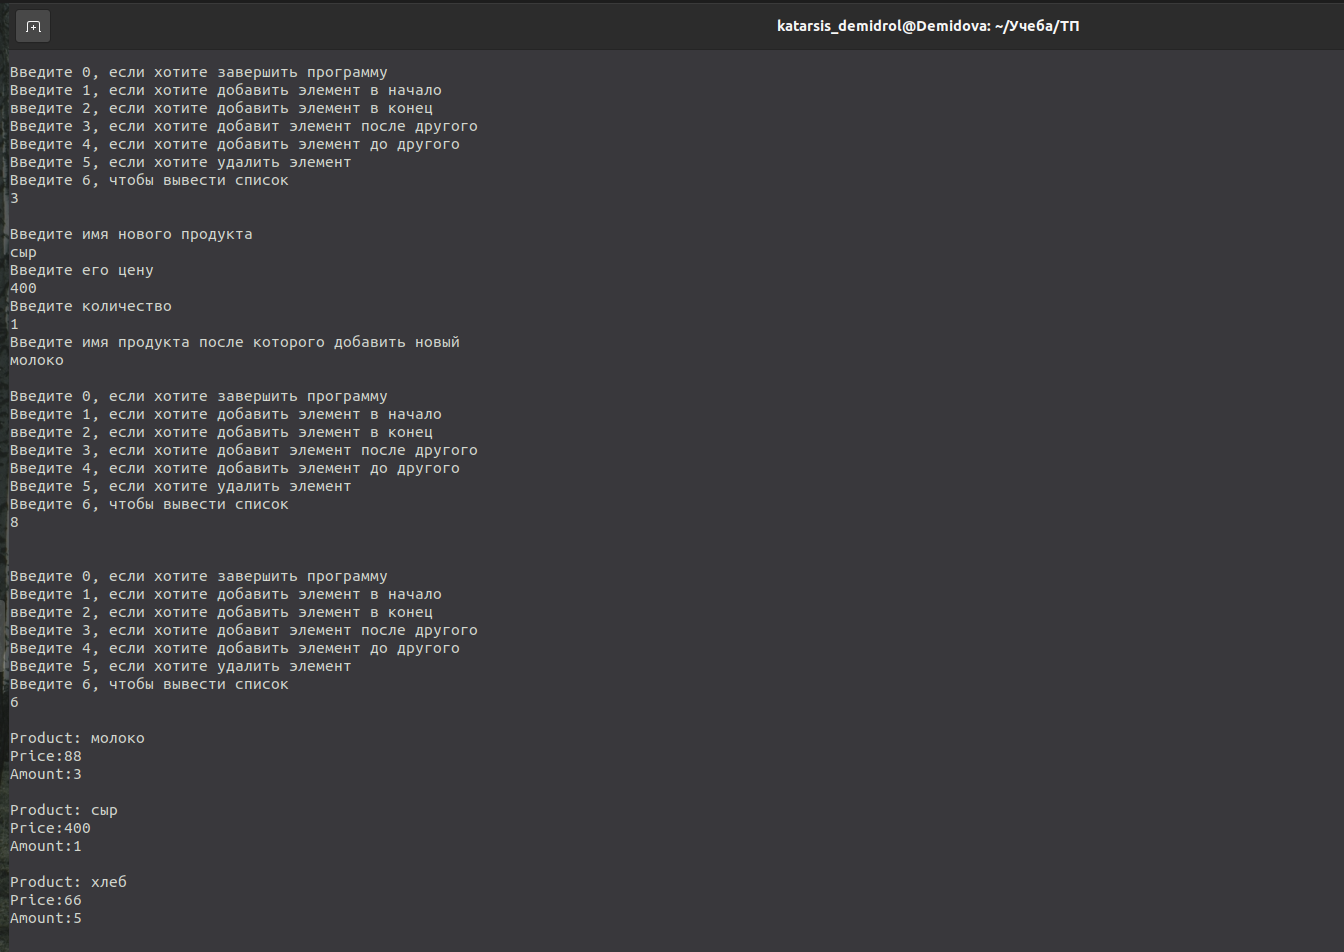 katarsis_demidrol@Demidova: ~/Учеба/ТП
Введите 0, если хотите завершить программу
Введите 1, если хотите добавить элемент в начало
введите 2, если хотите добавить элемент в конец
Введите 3, если хотите добавит элемент после другого
Введите 4, если хотите добавить элемент до другого
Введите 5, если хотите удалить элемент
Введите 6, чтобы вывести список
3
Введите имя нового продукта
сыр
Введите его цену
400
Введите количество
1
Введите имя продукта после которого добавить новый
молоко
Введите 0, если хотите завершить программу
Введите 1, если хотите добавить элемент в начало
введите 2, если хотите добавить элемент в конец
Введите 3, если хотите добавит элемент после другого
Введите 4, если хотите добавить элемент до другого
Введите 5, если хотите удалить элемент
Введите 6, чтобы вывести список
8
Введите 0, если хотите завершить программу
Введите 1, если хотите добавить элемент в начало
введите 2, если хотите добавить элемент в конец
Введите 3, если хотите добавит элемент после другого
Введите 4, если хотите добавить элемент до другого
Введите 5, если хотите удалить элемент
Введите 6, чтобы вывести список
6
Product: молоко
Price:88
Amount:3
Product: сыр
Price:400
Amount:1
Product: хлеб
Price:66
Amount:5